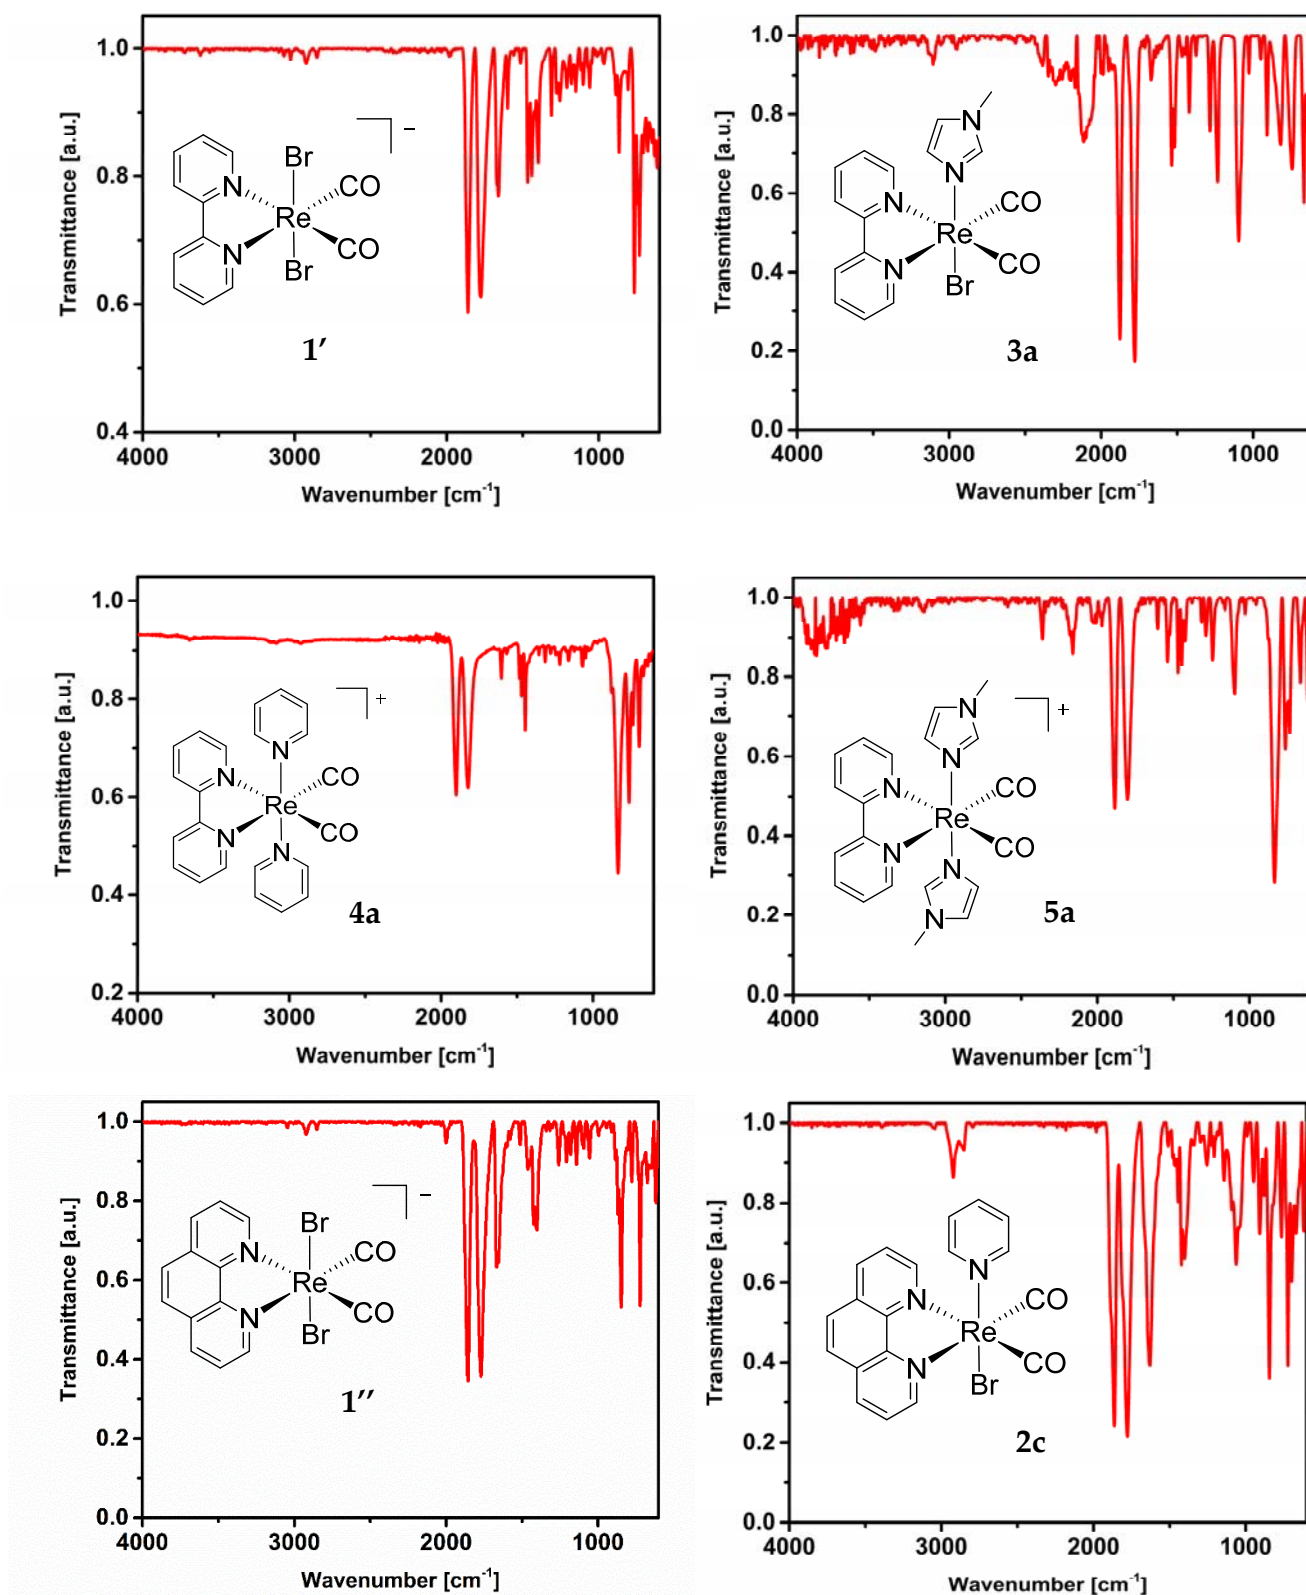 Transmittance [a.u.]
1.0
0.8
0.6
0.4
4000
3000
2000
1000
Wavenumber [cm-1]
N
N
Re
Br
Br
CO
CO
−
1′
Transmittance [a.u.]
1.0
0.8
0.6
0.4
0.2
0.0
4000
3000
2000
1000
Wavenumber [cm-1]
N
N
N
N
Re
CO
CO
Br
3a
Transmittance [a.u.]
1.0
0.8
0.6
0.4
0.2
4000
3000
2000
1000
Wavenumber [cm-1]
N
N
N
Re
N
CO
CO
+
4a
Transmittance [a.u.]
1.0
0.8
0.6
0.4
0.2
0.0
4000
3000
2000
1000
Wavenumber [cm-1]
N
N
N
N
Re
N
N
CO
CO
+
5a
Transmittance [a.u.]
1.0
0.8
0.6
0.4
0.2
0.0
4000
3000
2000
1000
Wavenumber [cm-1]
N
N
Br
Re
Br
CO
CO
−
1′′
Transmittance [a.u.]
1.0
0.8
0.6
0.4
0.2
0.0
4000
3000
2000
1000
Wavenumber [cm-1]
N
N
N
Re
CO
CO
Br
2c